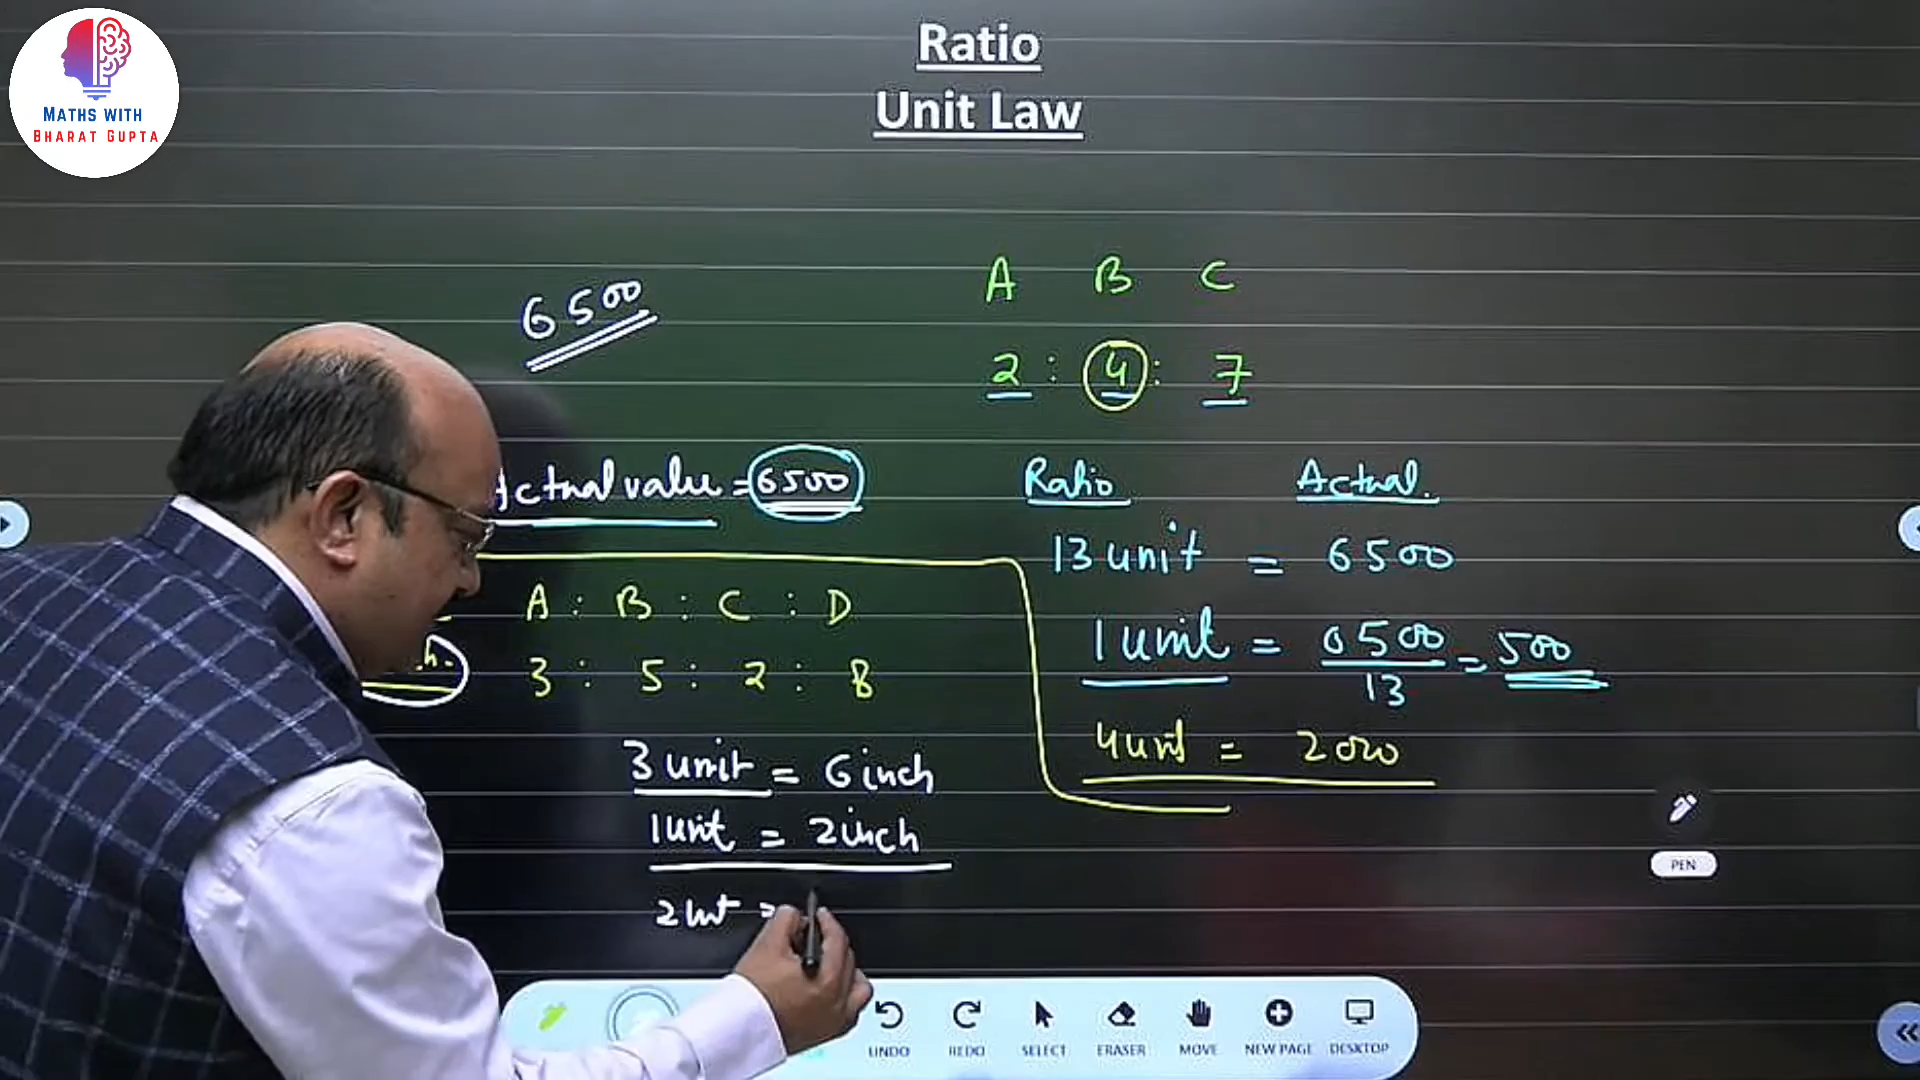 MATHS WITH
BHARAT GUPTA
Ratio
Unit Law
6500
A B C
2 : 4 : 7
Actual value = 6500
Ratio Actual.
13 unit = 6500
1 unit = 6500/13 = 500
4 unit = 2000
A : B : C : D
3 : 5 : 2 : 8
3 unit = 6 inch
1 unit = 2 inch
2 unit =
PEN
UNDO REDO SELECT ERASER MOVE NEW PAGE DESKTOP